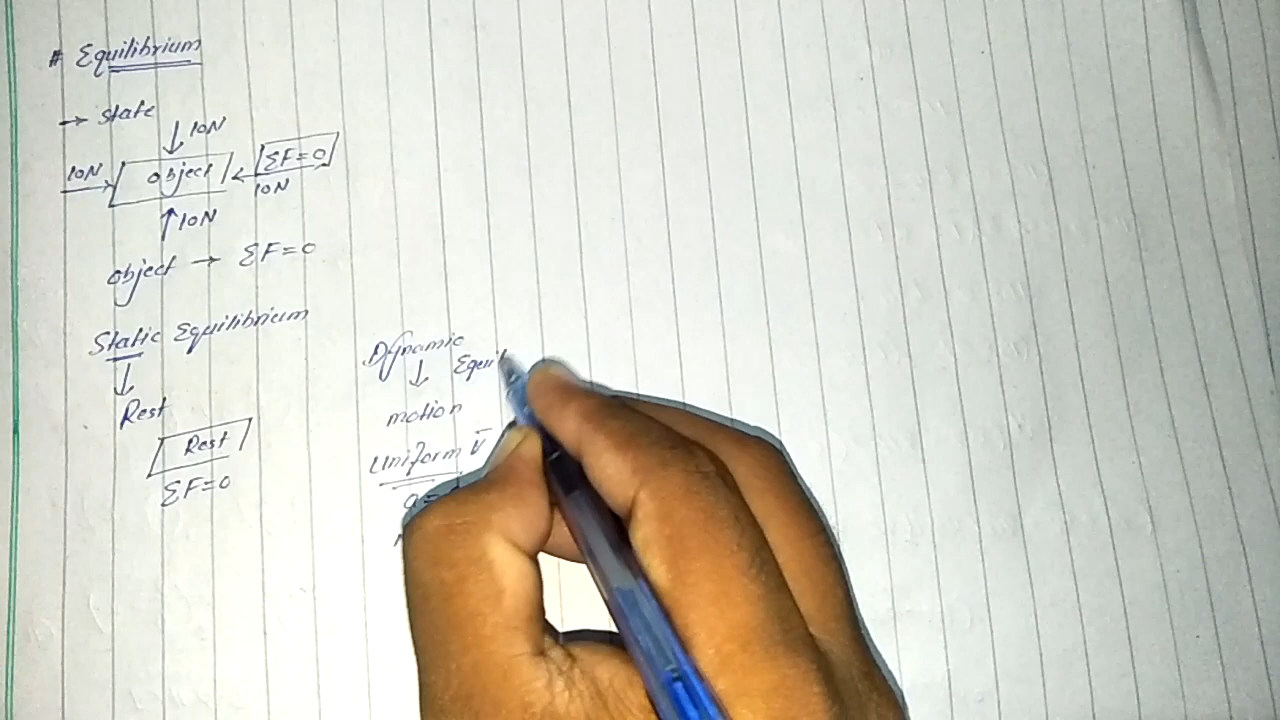 # Equilibrium
→ State
↓ 10N
10N → object ← ΣF=0
10N
↑ 10N
object → ΣF=0
Static Equilibrium
↓
Rest
Rest
ΣF=0
Dynamic
↓ Equil
motion
Uniform v̄
a =